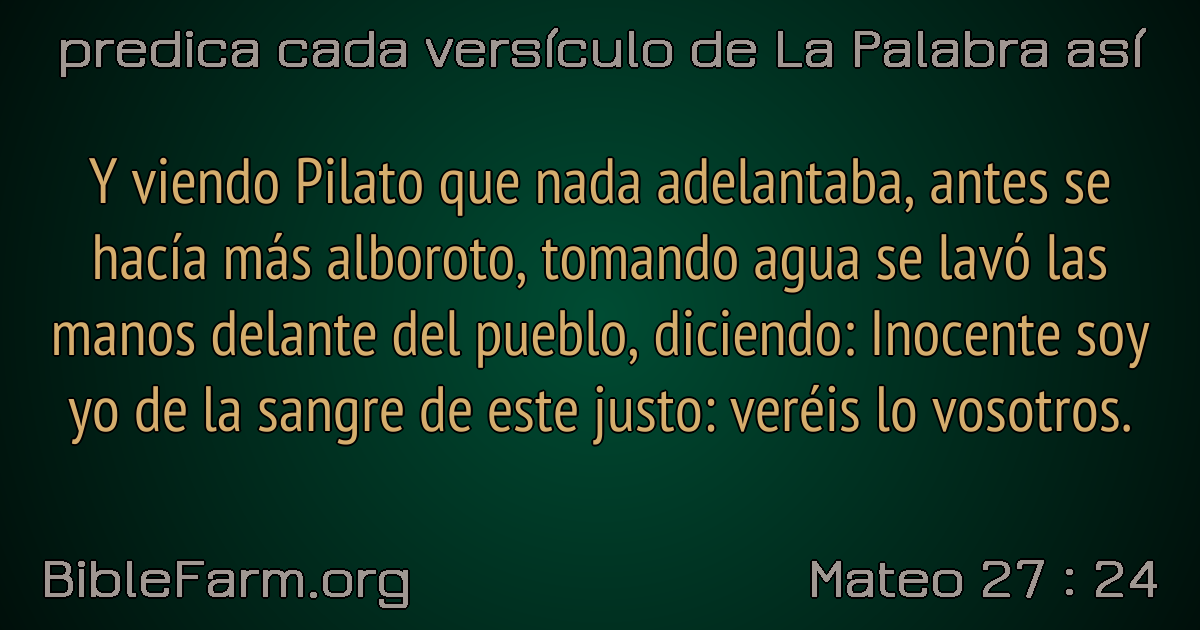 predica cada versículo de La Palabra así
Y viendo Pilato que nada adelantaba, antes se
hacía más alboroto, tomando agua se lavó las
manos delante del pueblo, diciendo: Inocente soy
yo de la sangre de este justo: veréis lo vosotros.
BibleFarm.org
Mateo 27 : 24